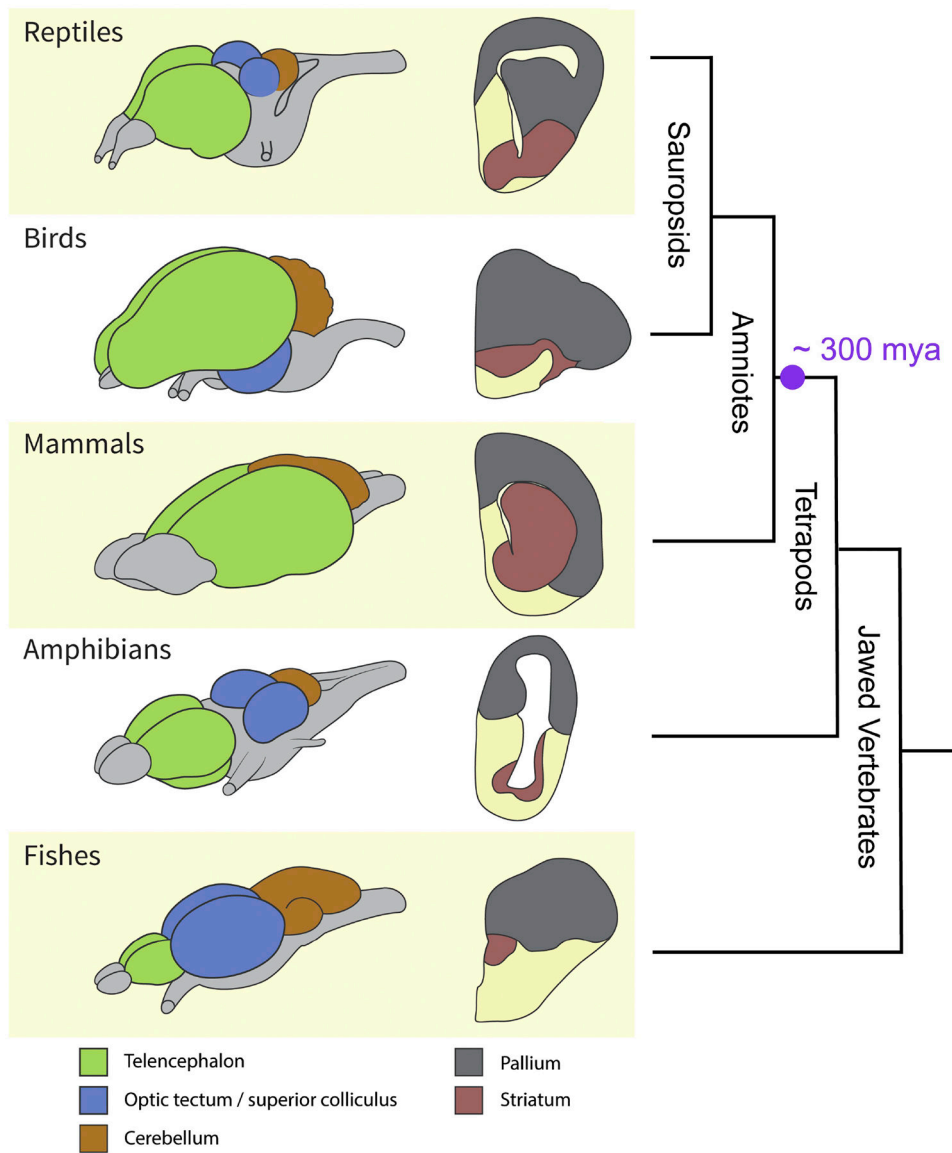 Reptiles
Birds
Mammals
Amphibians
Fishes
Sauropsids
Amniotes
~ 300 mya
Tetrapods
Jawed Vertebrates
Telencephalon
Optic tectum / superior colliculus
Cerebellum
Pallium
Striatum